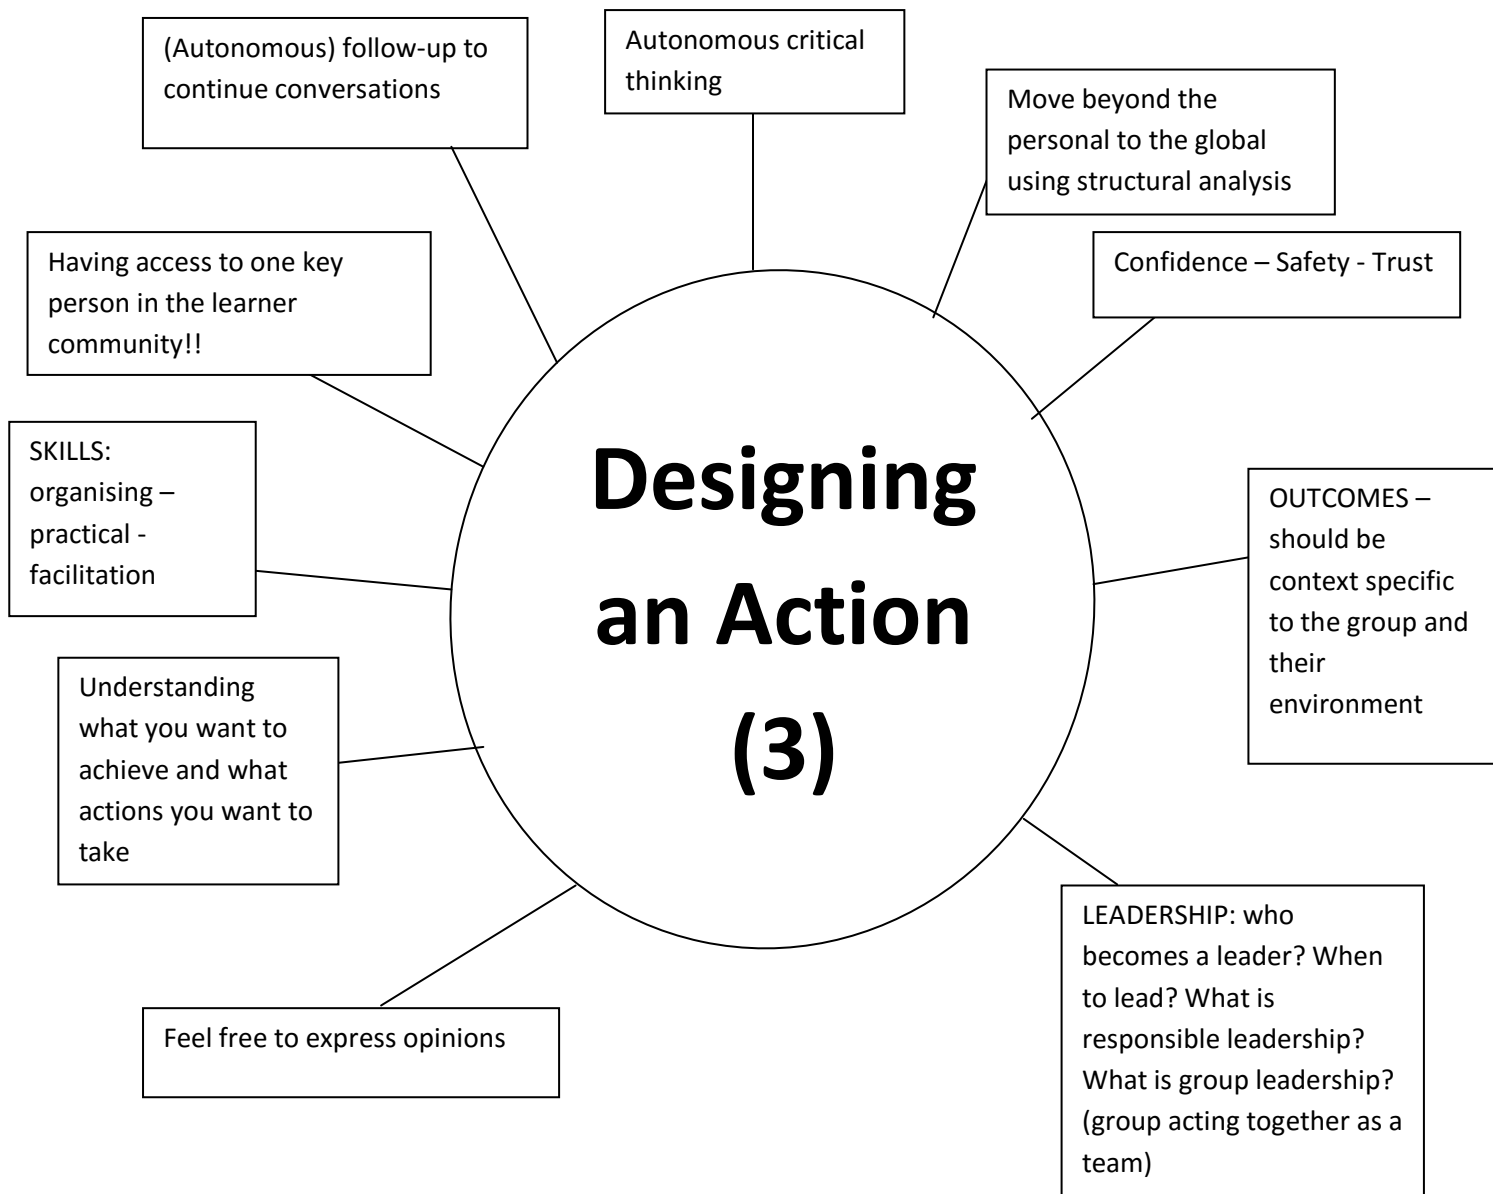 (Autonomous) follow-up to
continue conversations
Autonomous critical
thinking
Move beyond the
personal to the global
using structural analysis
Having access to one key
person in the learner
community!!
Confidence – Safety - Trust
SKILLS:
organising –
practical -
facilitation
Designing
an Action
(3)
OUTCOMES –
should be
context specific
to the group and
their
environment
Understanding
what you want to
achieve and what
actions you want to
take
LEADERSHIP: who
becomes a leader? When
to lead? What is
responsible leadership?
What is group leadership?
(group acting together as a
team)
Feel free to express opinions